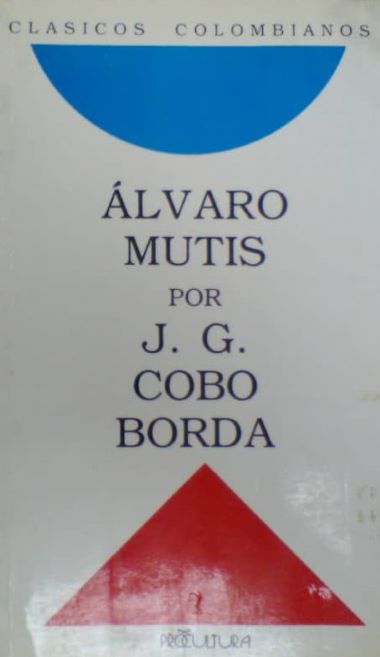 CLASICOS COLOMBIANOS
ÁLVARO
MUTIS
POR
J. G.
COBO
BORDA
PROCULTURA